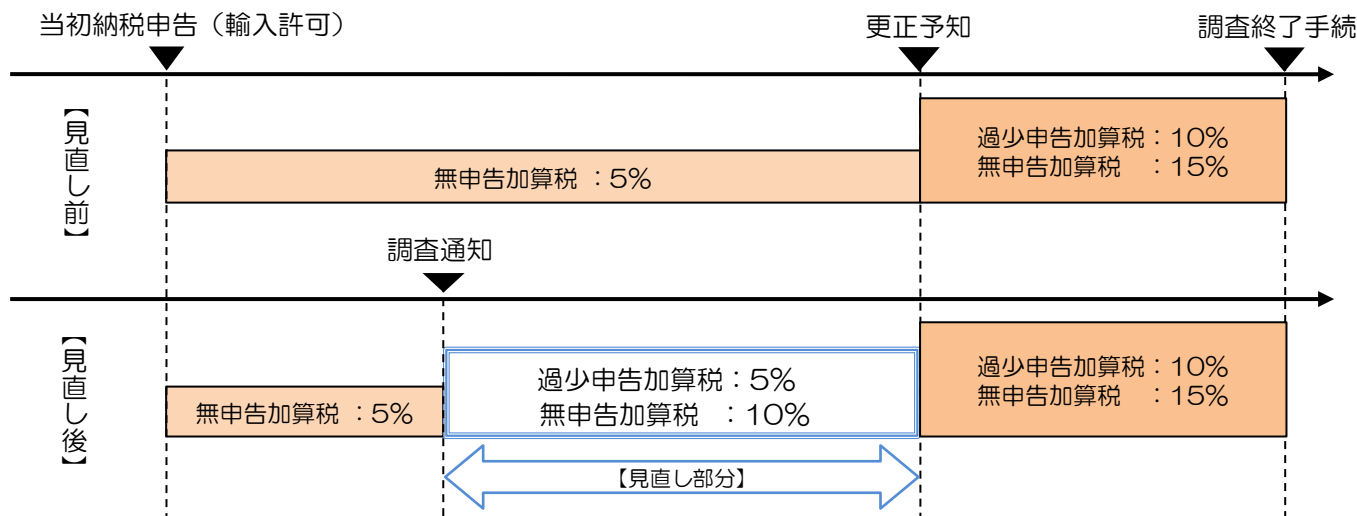 当初納税申告（輸入許可）
更正予知
調査終了手続
【見直し前】
無申告加算税 ：5%
過少申告加算税：10%
無申告加算税　：15%
調査通知
【見直し後】
無申告加算税 ：5%
過少申告加算税：5%
無申告加算税　：10%
過少申告加算税：10%
無申告加算税　：15%
【見直し部分】